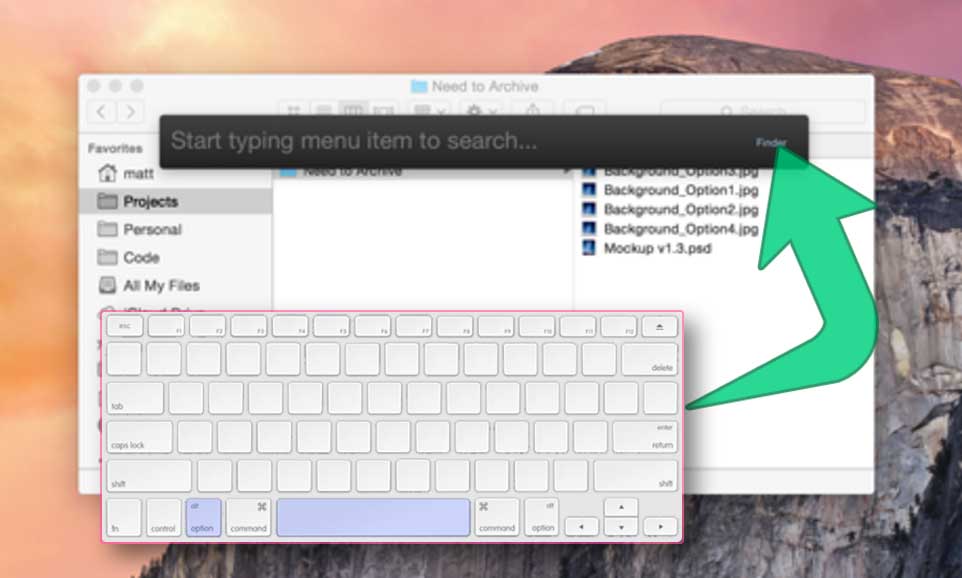 Need to Archive
Search
Start typing menu item to search...
Finder
Favorites
matt
Projects
Personal
Code
All My Files
iCloud Drive
Need to Archive
Background_Option3.jpg
Background_Option1.jpg
Background_Option2.jpg
Background_Option4.jpg
Mockup v1.3.psd
esc F1 F2 F3 F4 F5 F6 F7 F8 F9 F10 F11 F12
delete
tab
caps lock enter
return
shift shift
alt ⌘ ⌘ alt
fn control option command command option